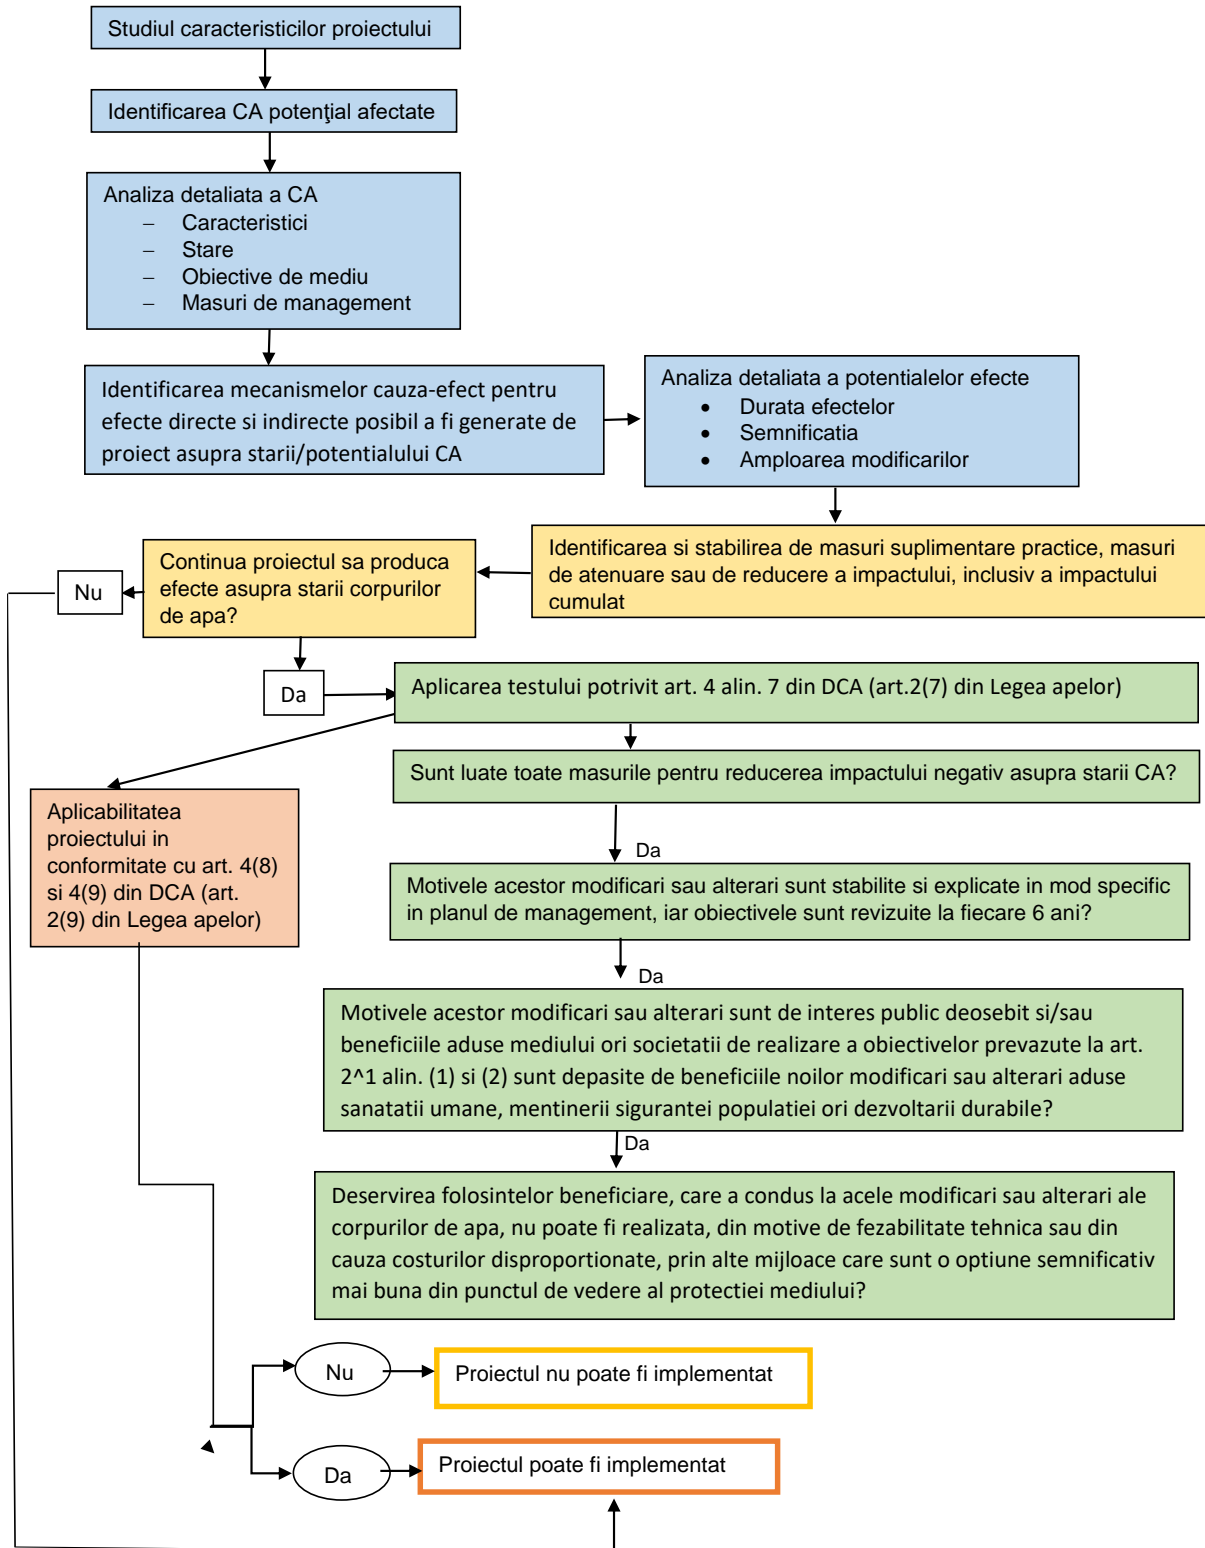 Studiul caracteristicilor proiectului
Identificarea CA potenţial afectate
Analiza detaliata a CA
– Caracteristici
– Stare
– Obiective de mediu
– Masuri de management
Identificarea mecanismelor cauza-efect pentru
efecte directe si indirecte posibil a fi generate de
proiect asupra starii/potentialului CA
Analiza detaliata a potentialelor efecte
• Durata efectelor
• Semnificatia
• Amploarea modificarilor
Identificarea si stabilirea de masuri suplimentare practice, masuri
de atenuare sau de reducere a impactului, inclusiv a impactului
cumulat
Continua proiectul sa produca
efecte asupra starii corpurilor
de apa?
Nu
Da
Aplicarea testului potrivit art. 4 alin. 7 din DCA (art.2(7) din Legea apelor)
Sunt luate toate masurile pentru reducerea impactului negativ asupra starii CA?
Aplicabilitatea
proiectului in
conformitate cu art. 4(8)
si 4(9) din DCA (art.
2(9) din Legea apelor)
Da
Motivele acestor modificari sau alterari sunt stabilite si explicate in mod specific
in planul de management, iar obiectivele sunt revizuite la fiecare 6 ani?
Da
Motivele acestor modificari sau alterari sunt de interes public deosebit si/sau
beneficiile aduse mediului ori societatii de realizare a obiectivelor prevazute la art.
2^1 alin. (1) si (2) sunt depasite de beneficiile noilor modificari sau alterari aduse
sanatatii umane, mentinerii sigurantei populatiei ori dezvoltarii durabile?
Da
Deservirea folosintelor beneficiare, care a condus la acele modificari sau alterari ale
corpurilor de apa, nu poate fi realizata, din motive de fezabilitate tehnica sau din
cauza costurilor disproportionate, prin alte mijloace care sunt o optiune semnificativ
mai buna din punctul de vedere al protectiei mediului?
Nu
Proiectul nu poate fi implementat
Da
Proiectul poate fi implementat